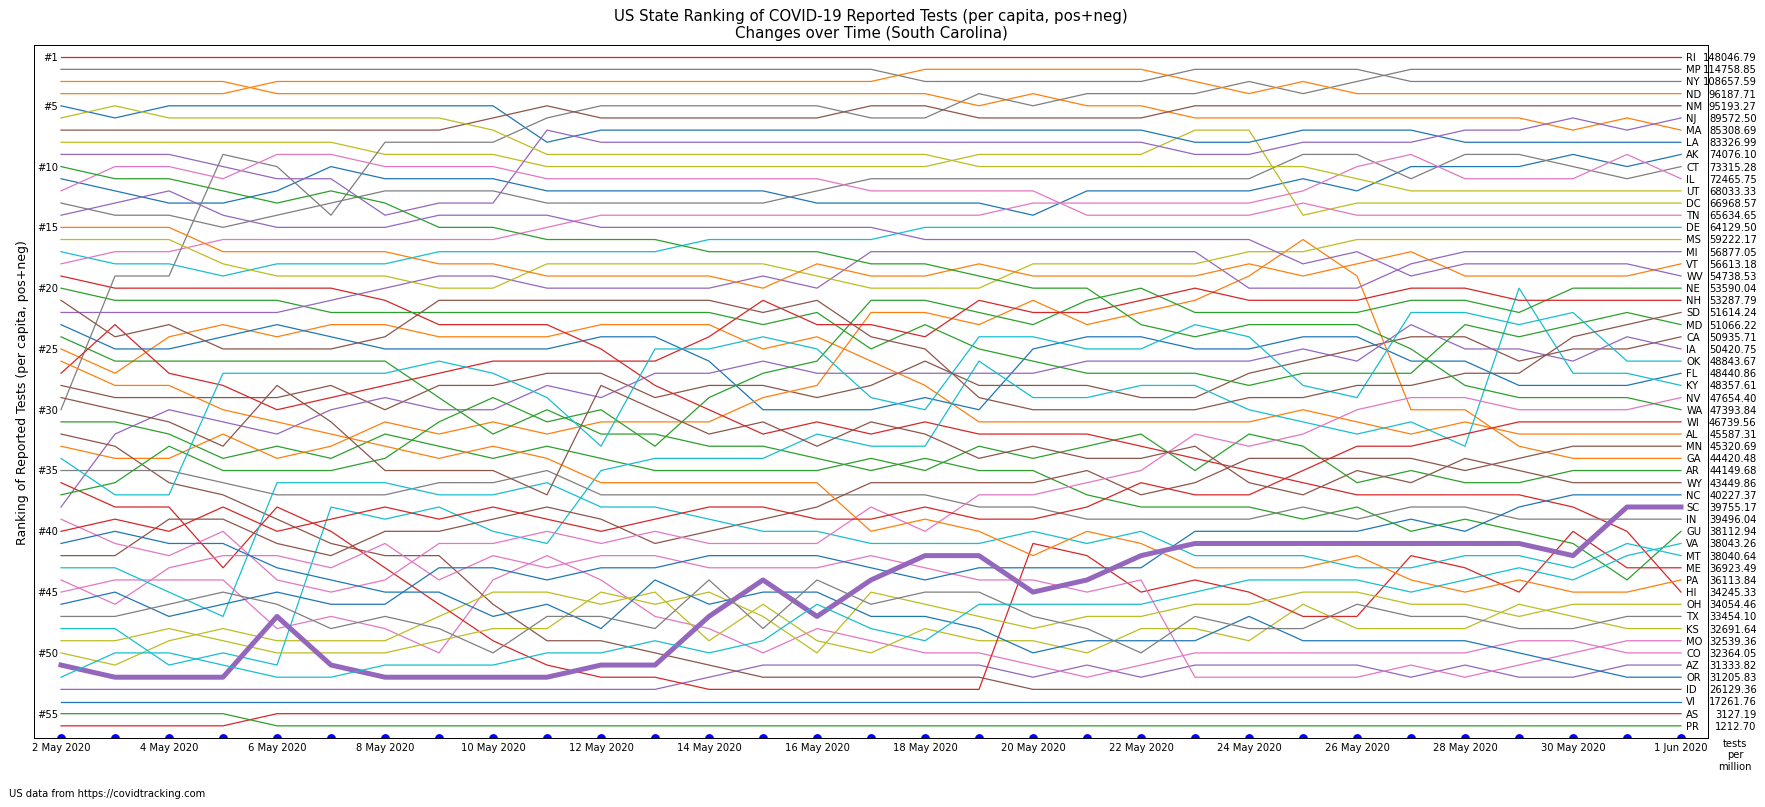 US State Ranking of COVID-19 Reported Tests (per capita, pos+neg)
Changes over Time (South Carolina)
Ranking of Reported Tests (per capita, pos+neg)
#1
#5
#10
#15
#20
#25
#30
#35
#40
#45
#50
#55
RI 148046.79
MP 114758.85
NY 108657.59
ND 96187.71
NM 95193.27
NJ 89572.50
MA 85308.69
LA 83326.99
AK 74076.10
CT 73315.28
IL 72465.75
UT 68033.33
DC 66968.57
TN 65634.65
DE 64129.50
MS 59222.17
MI 56877.05
VT 56613.18
WV 54738.53
NE 53590.04
NH 53287.79
SD 51614.24
MD 51066.22
CA 50935.71
IA 50420.75
OK 48843.67
FL 48440.86
KY 48357.61
NV 47654.40
WA 47393.84
WI 46739.56
AL 45587.31
MN 45320.69
GA 44420.48
AR 44149.68
WY 43449.86
NC 40227.37
SC 39755.17
IN 39496.04
GU 38112.94
VA 38043.26
MT 38040.64
ME 36923.49
PA 36113.84
HI 34245.33
OH 34054.46
TX 33454.10
KS 32691.64
MO 32539.36
CO 32364.05
AZ 31333.82
OR 31205.83
ID 26129.36
VI 17261.76
AS 3127.19
PR 1212.70
2 May 2020
4 May 2020
6 May 2020
8 May 2020
10 May 2020
12 May 2020
14 May 2020
16 May 2020
18 May 2020
20 May 2020
22 May 2020
24 May 2020
26 May 2020
28 May 2020
30 May 2020
1 Jun 2020
tests
per
million
US data from https://covidtracking.com